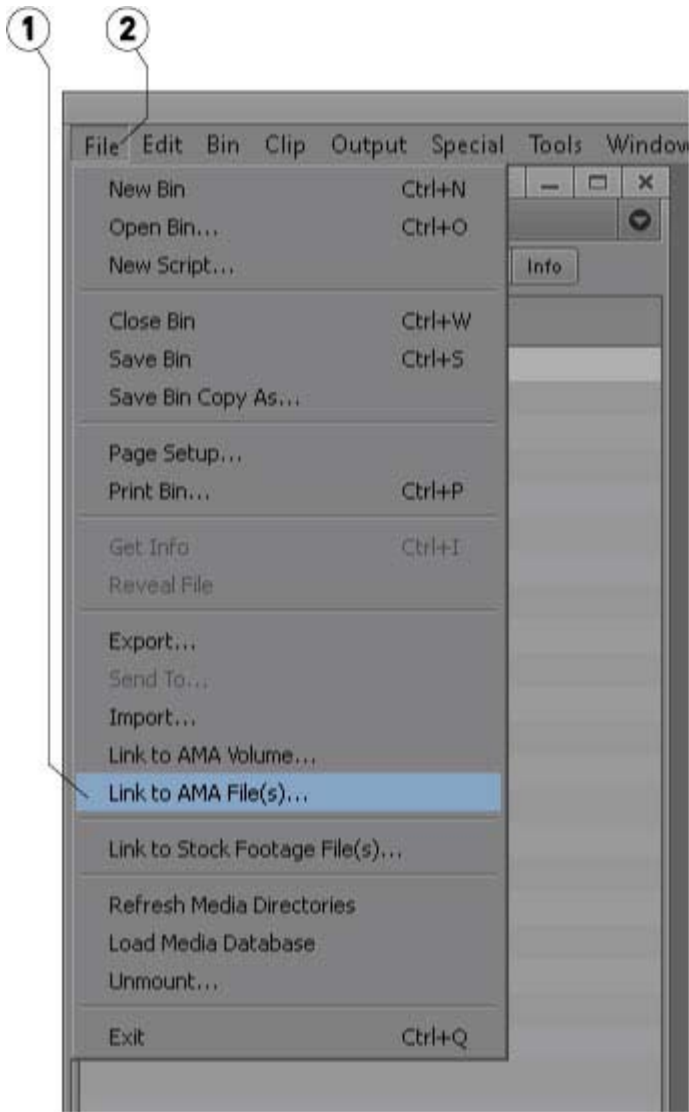 1 2
File Edit Bin Clip Output Special Tools Window
New Bin Ctrl+N
Open Bin... Ctrl+O
New Script...
Info
Close Bin Ctrl+W
Save Bin Ctrl+S
Save Bin Copy As...
Page Setup...
Print Bin... Ctrl+P
Get Info Ctrl+I
Reveal File
Export...
Send To...
Import...
Link to AMA Volume...
Link to AMA File(s)...
Link to Stock Footage File(s)...
Refresh Media Directories
Load Media Database
Unmount...
Exit Ctrl+Q